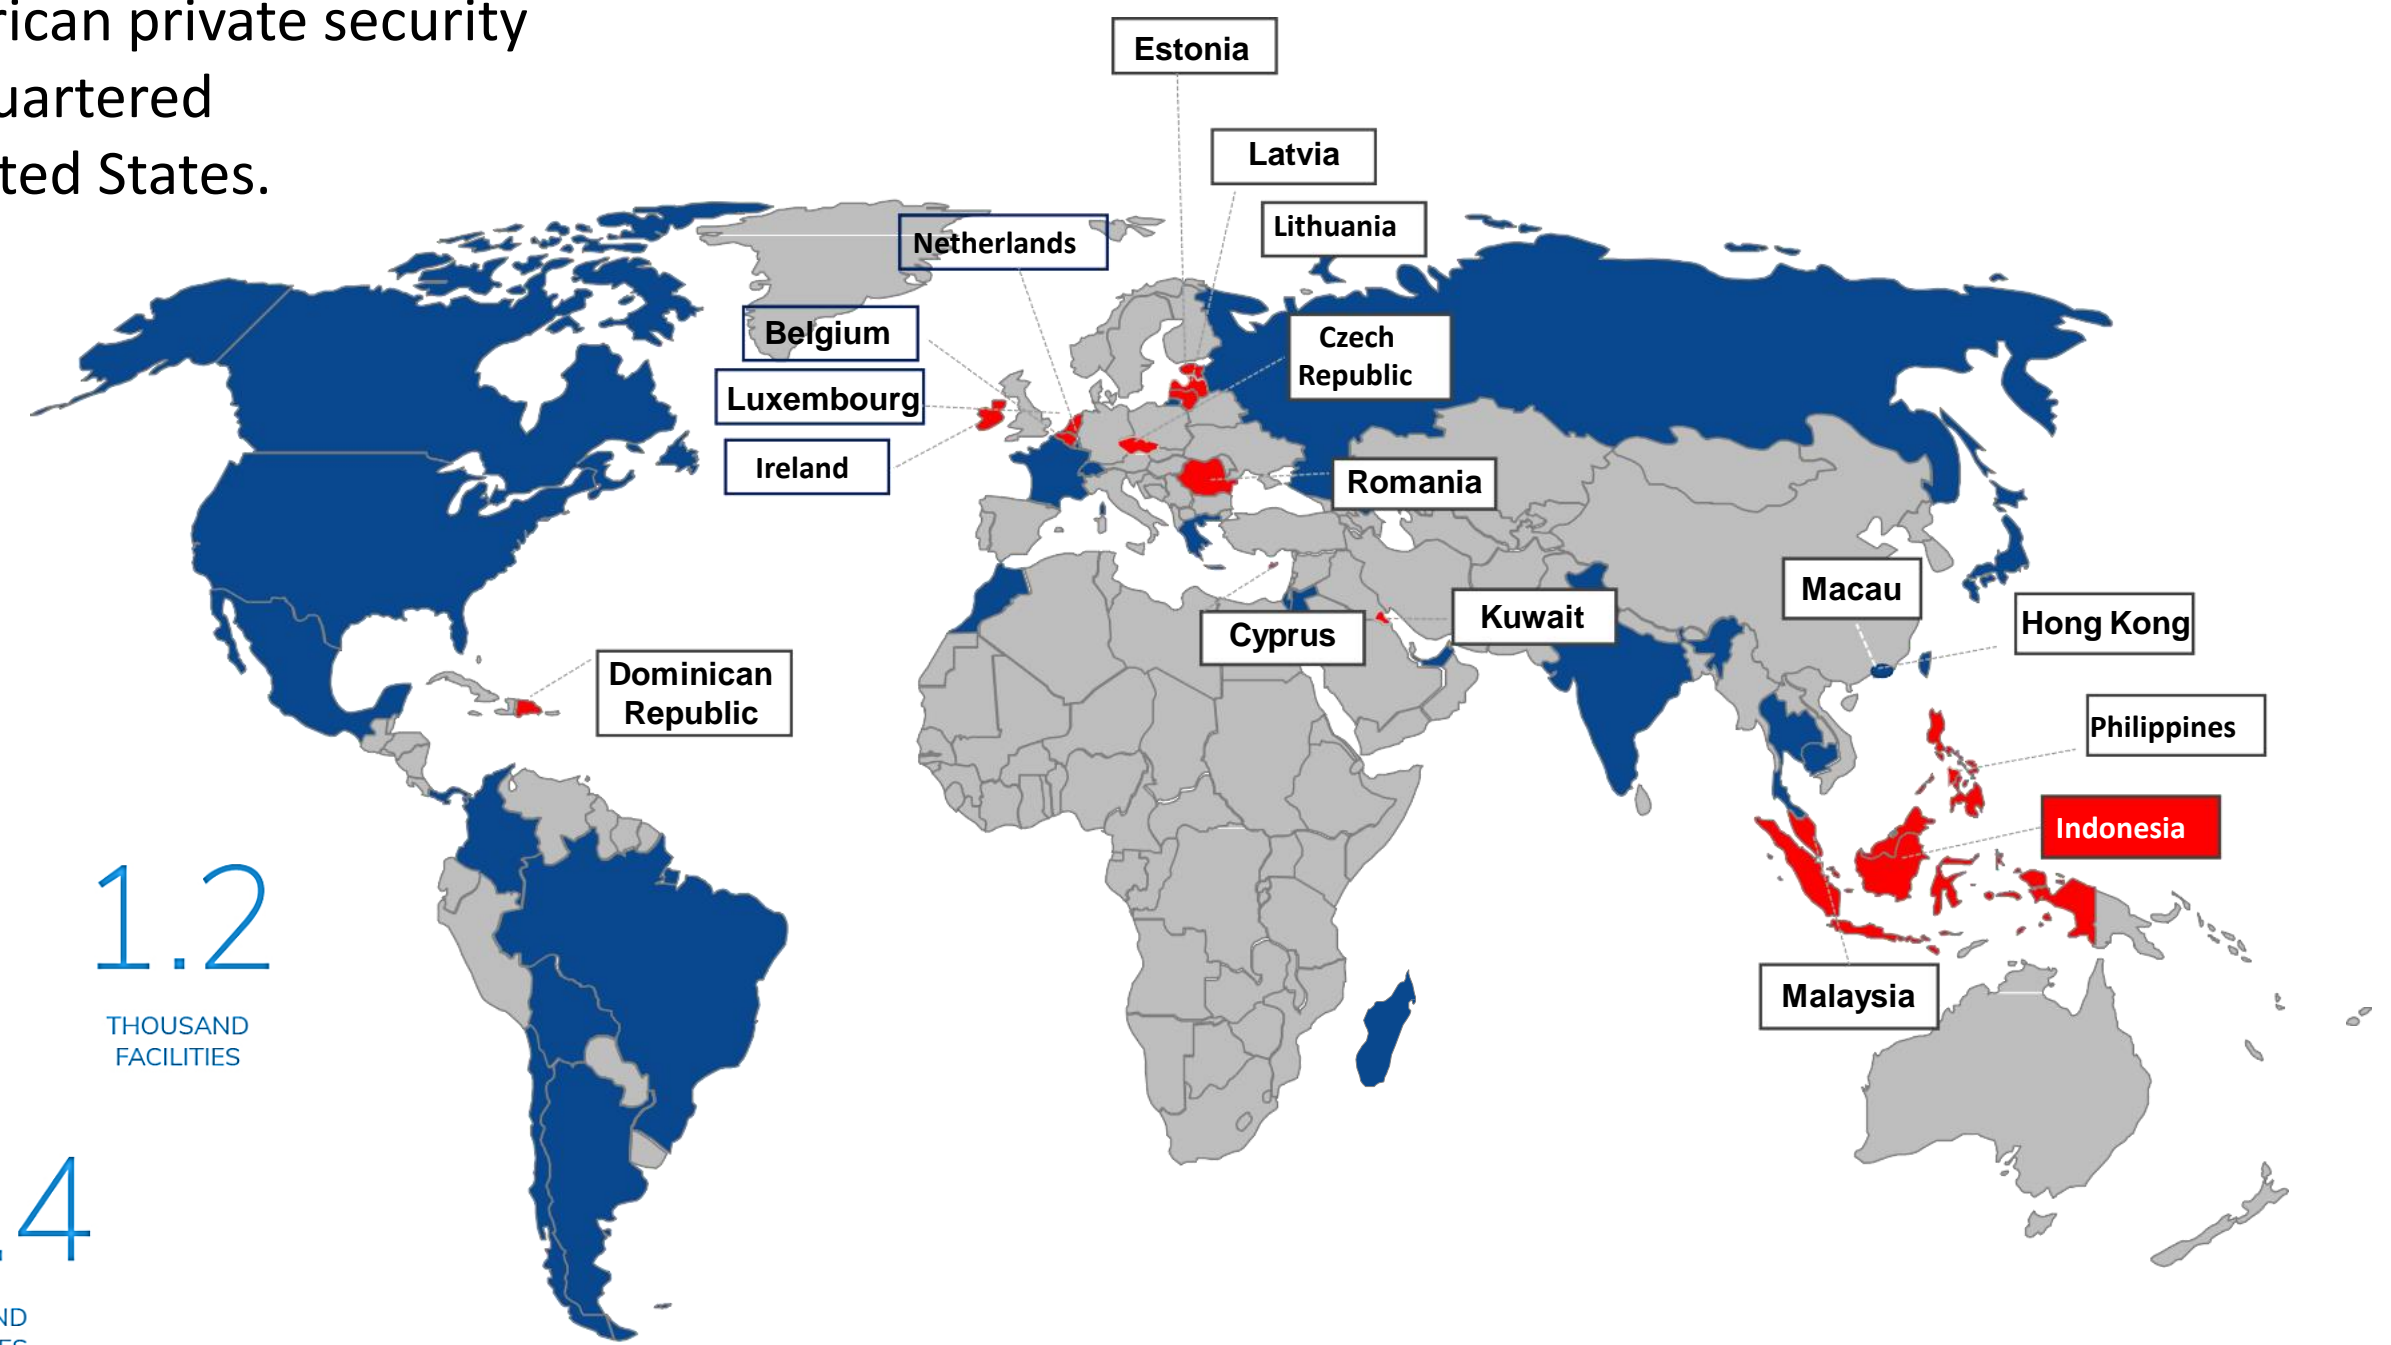 rican private security
uartered
ted States.
Estonia
Latvia
Lithuania
Netherlands
Belgium
Luxembourg
Ireland
Czech
Republic
Romania
Macau
Hong Kong
Kuwait
Cyprus
Dominican
Republic
Philippines
Indonesia
Malaysia
1.2
THOUSAND
FACILITIES
.4
ND